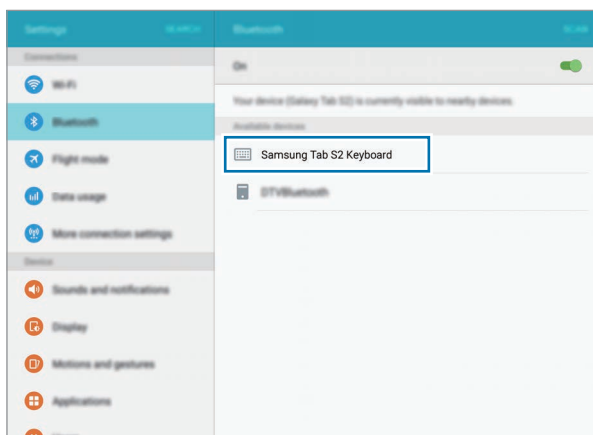 Settings
SEARCH
Bluetooth
SCAN
Connections
On
Wi-Fi
Your device (Galaxy Tab S2) is currently visible to nearby devices.
Bluetooth
Available devices
Samsung Tab S2 Keyboard
Flight mode
DTVBluetooth
Data usage
More connection settings
Device
Sounds and notifications
Display
Motions and gestures
Applications